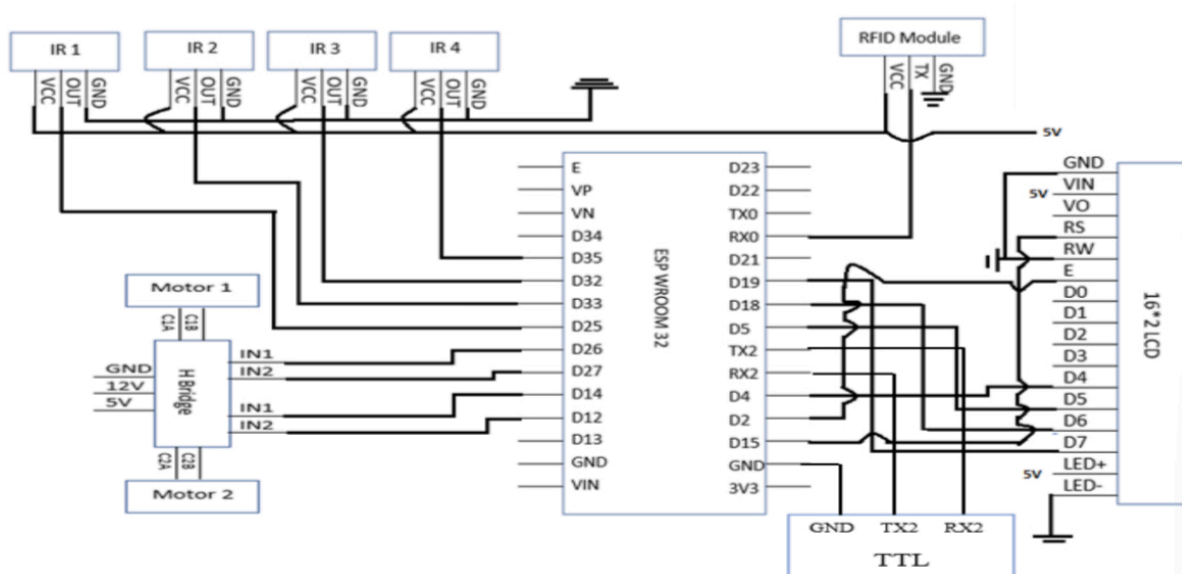 IR 1
VCC
OUT
GND
IR 2
VCC
OUT
GND
IR 3
VCC
OUT
GND
IR 4
VCC
OUT
GND
RFID Module
VCC
TX
GND
5V
ESP WROOM 32
E
VP
VN
D34
D35
D32
D33
D25
D26
D27
D14
D12
D13
GND
VIN
D23
D22
TX0
RX0
D21
D19
D18
D5
TX2
RX2
D4
D2
D15
GND
3V3
Motor 1
C1A
C1B
GND
12V
5V
H Bridge
IN1
IN2
IN1
IN2
C2A
C2B
Motor 2
16*2 LCD
GND
VIN
5V
VO
RS
RW
E
D0
D1
D2
D3
D4
D5
D6
D7
LED+
5V
LED-
GND
TX2
RX2
TTL